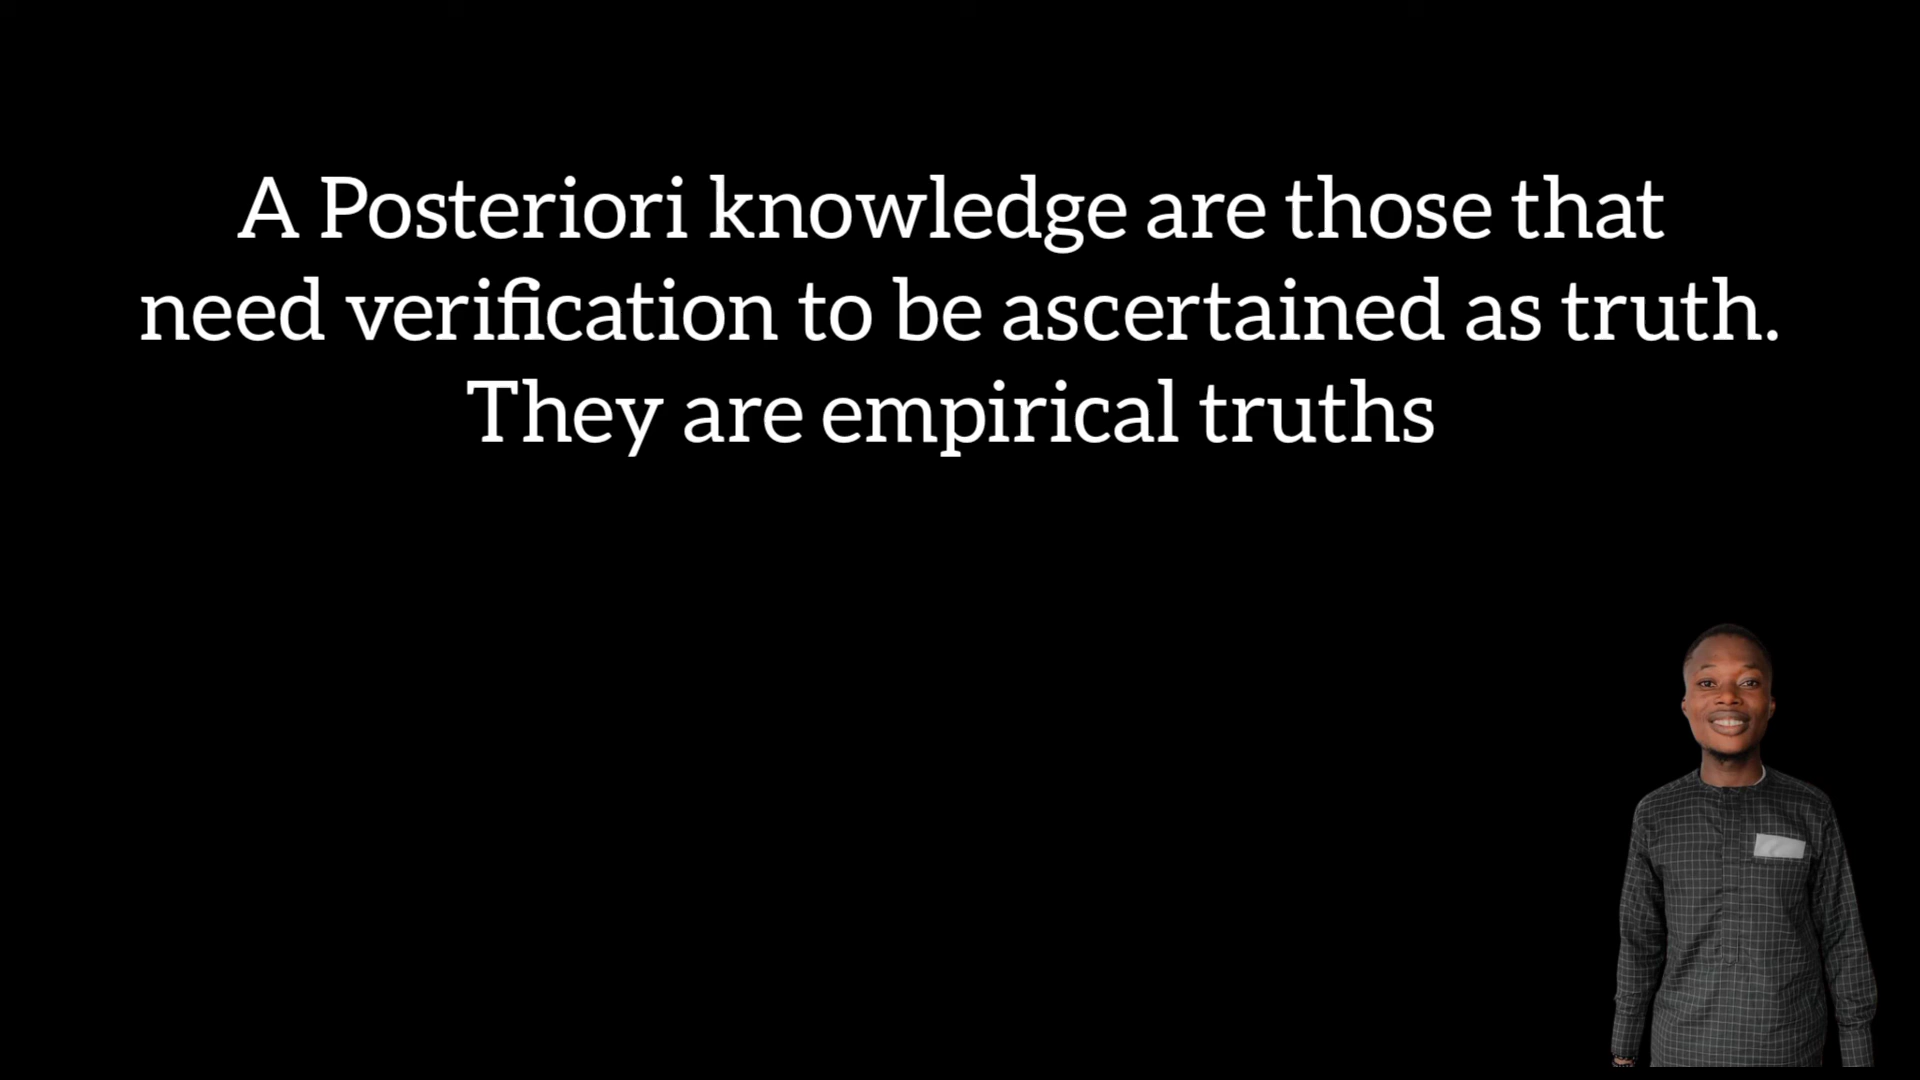 A Posteriori knowledge are those that
need verification to be ascertained as truth.
They are empirical truths